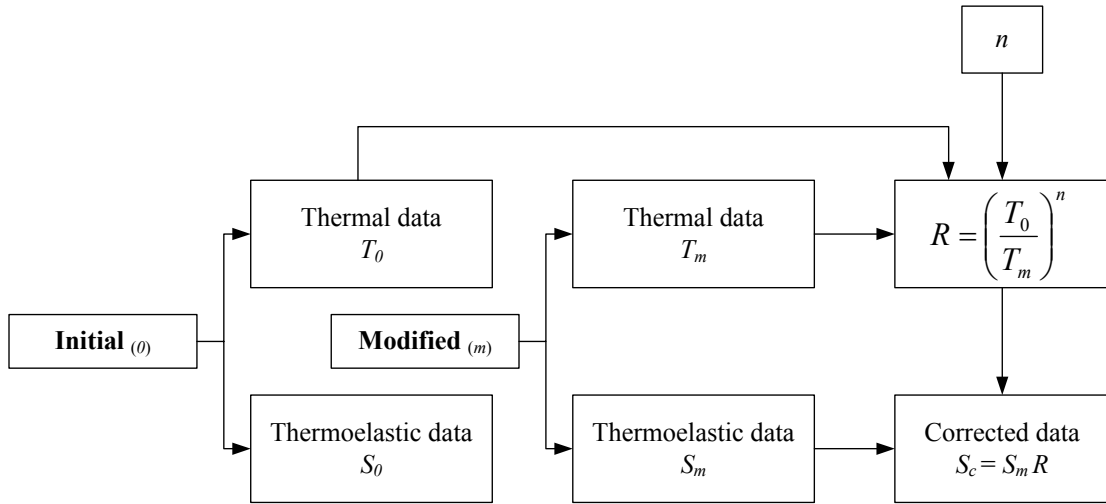 n
Thermal data
T0
Thermal data
Tm
R = (T0/Tm)^n
Initial (0)
Modified (m)
Thermoelastic data
S0
Thermoelastic data
Sm
Corrected data
Sc = Sm R